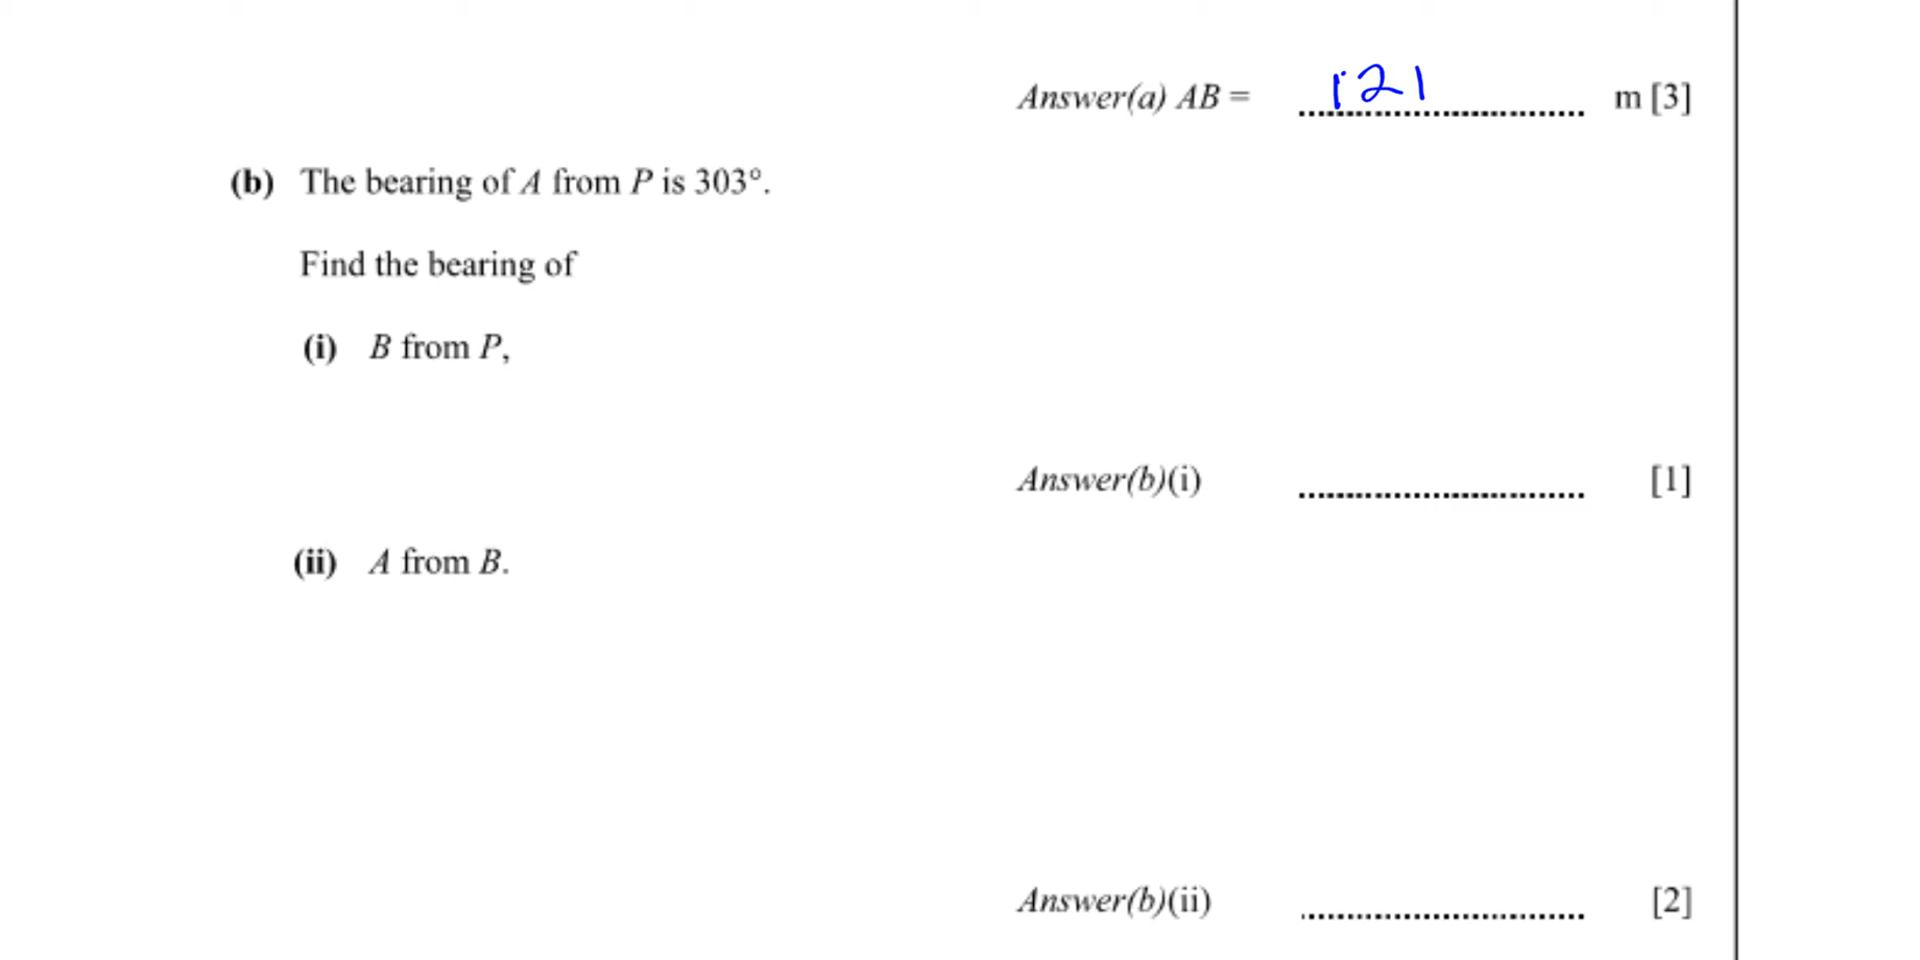 Answer(a) AB = 121 m [3]
(b) The bearing of A from P is 303°.
Find the bearing of
(i) B from P,
Answer(b)(i) ........................ [1]
(ii) A from B.
Answer(b)(ii) ........................ [2]